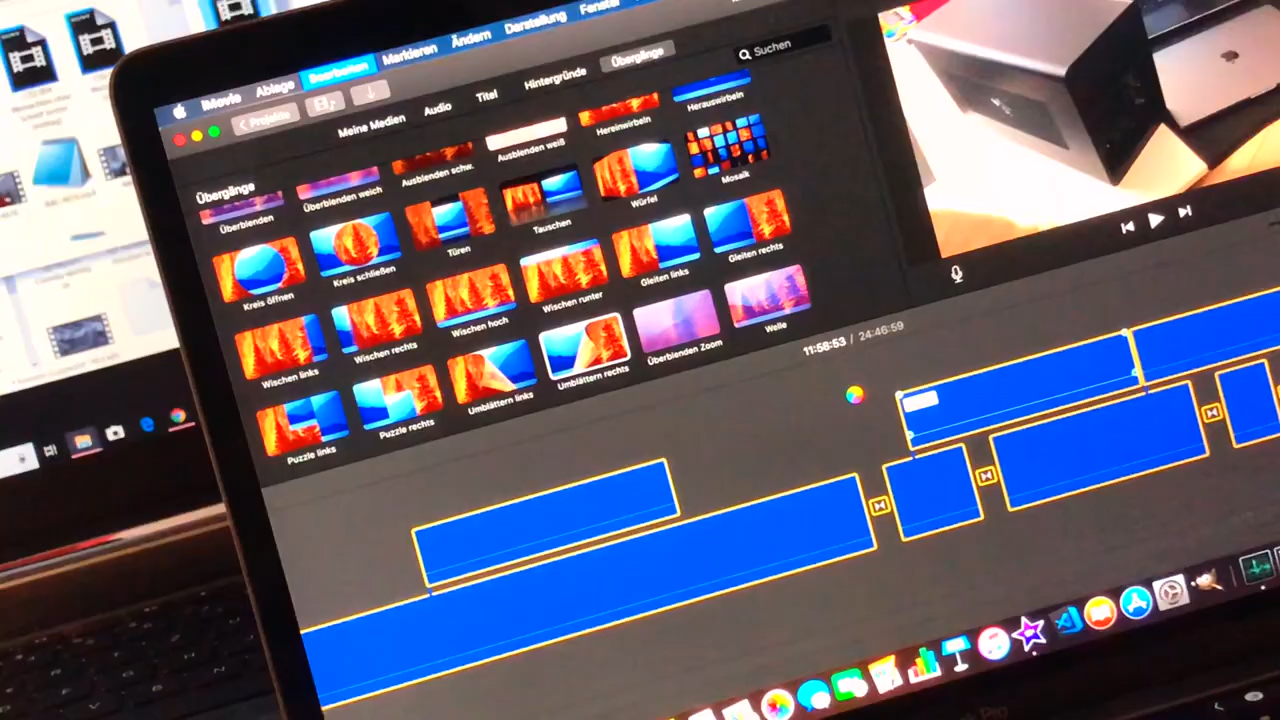 iMovie Ablage Bearbeiten Markieren Ändern Darstellung Fenster
Projekte
Meine Medien Audio Titel Hintergründe Übergänge
Suchen
Übergänge
Überblenden Überblenden weich Ausblenden schw. Ausblenden weiß Hereinwirbeln Herauswirbeln
Kreis öffnen Kreis schließen Türen Tauschen Würfel Mosaik
Wischen links Wischen rechts Wischen hoch Wischen runter Gleiten links Gleiten rechts
Puzzle links Puzzle rechts Umblättern links Umblättern rechts Überblenden Zoom Welle
11:56:53 / 24:46:59